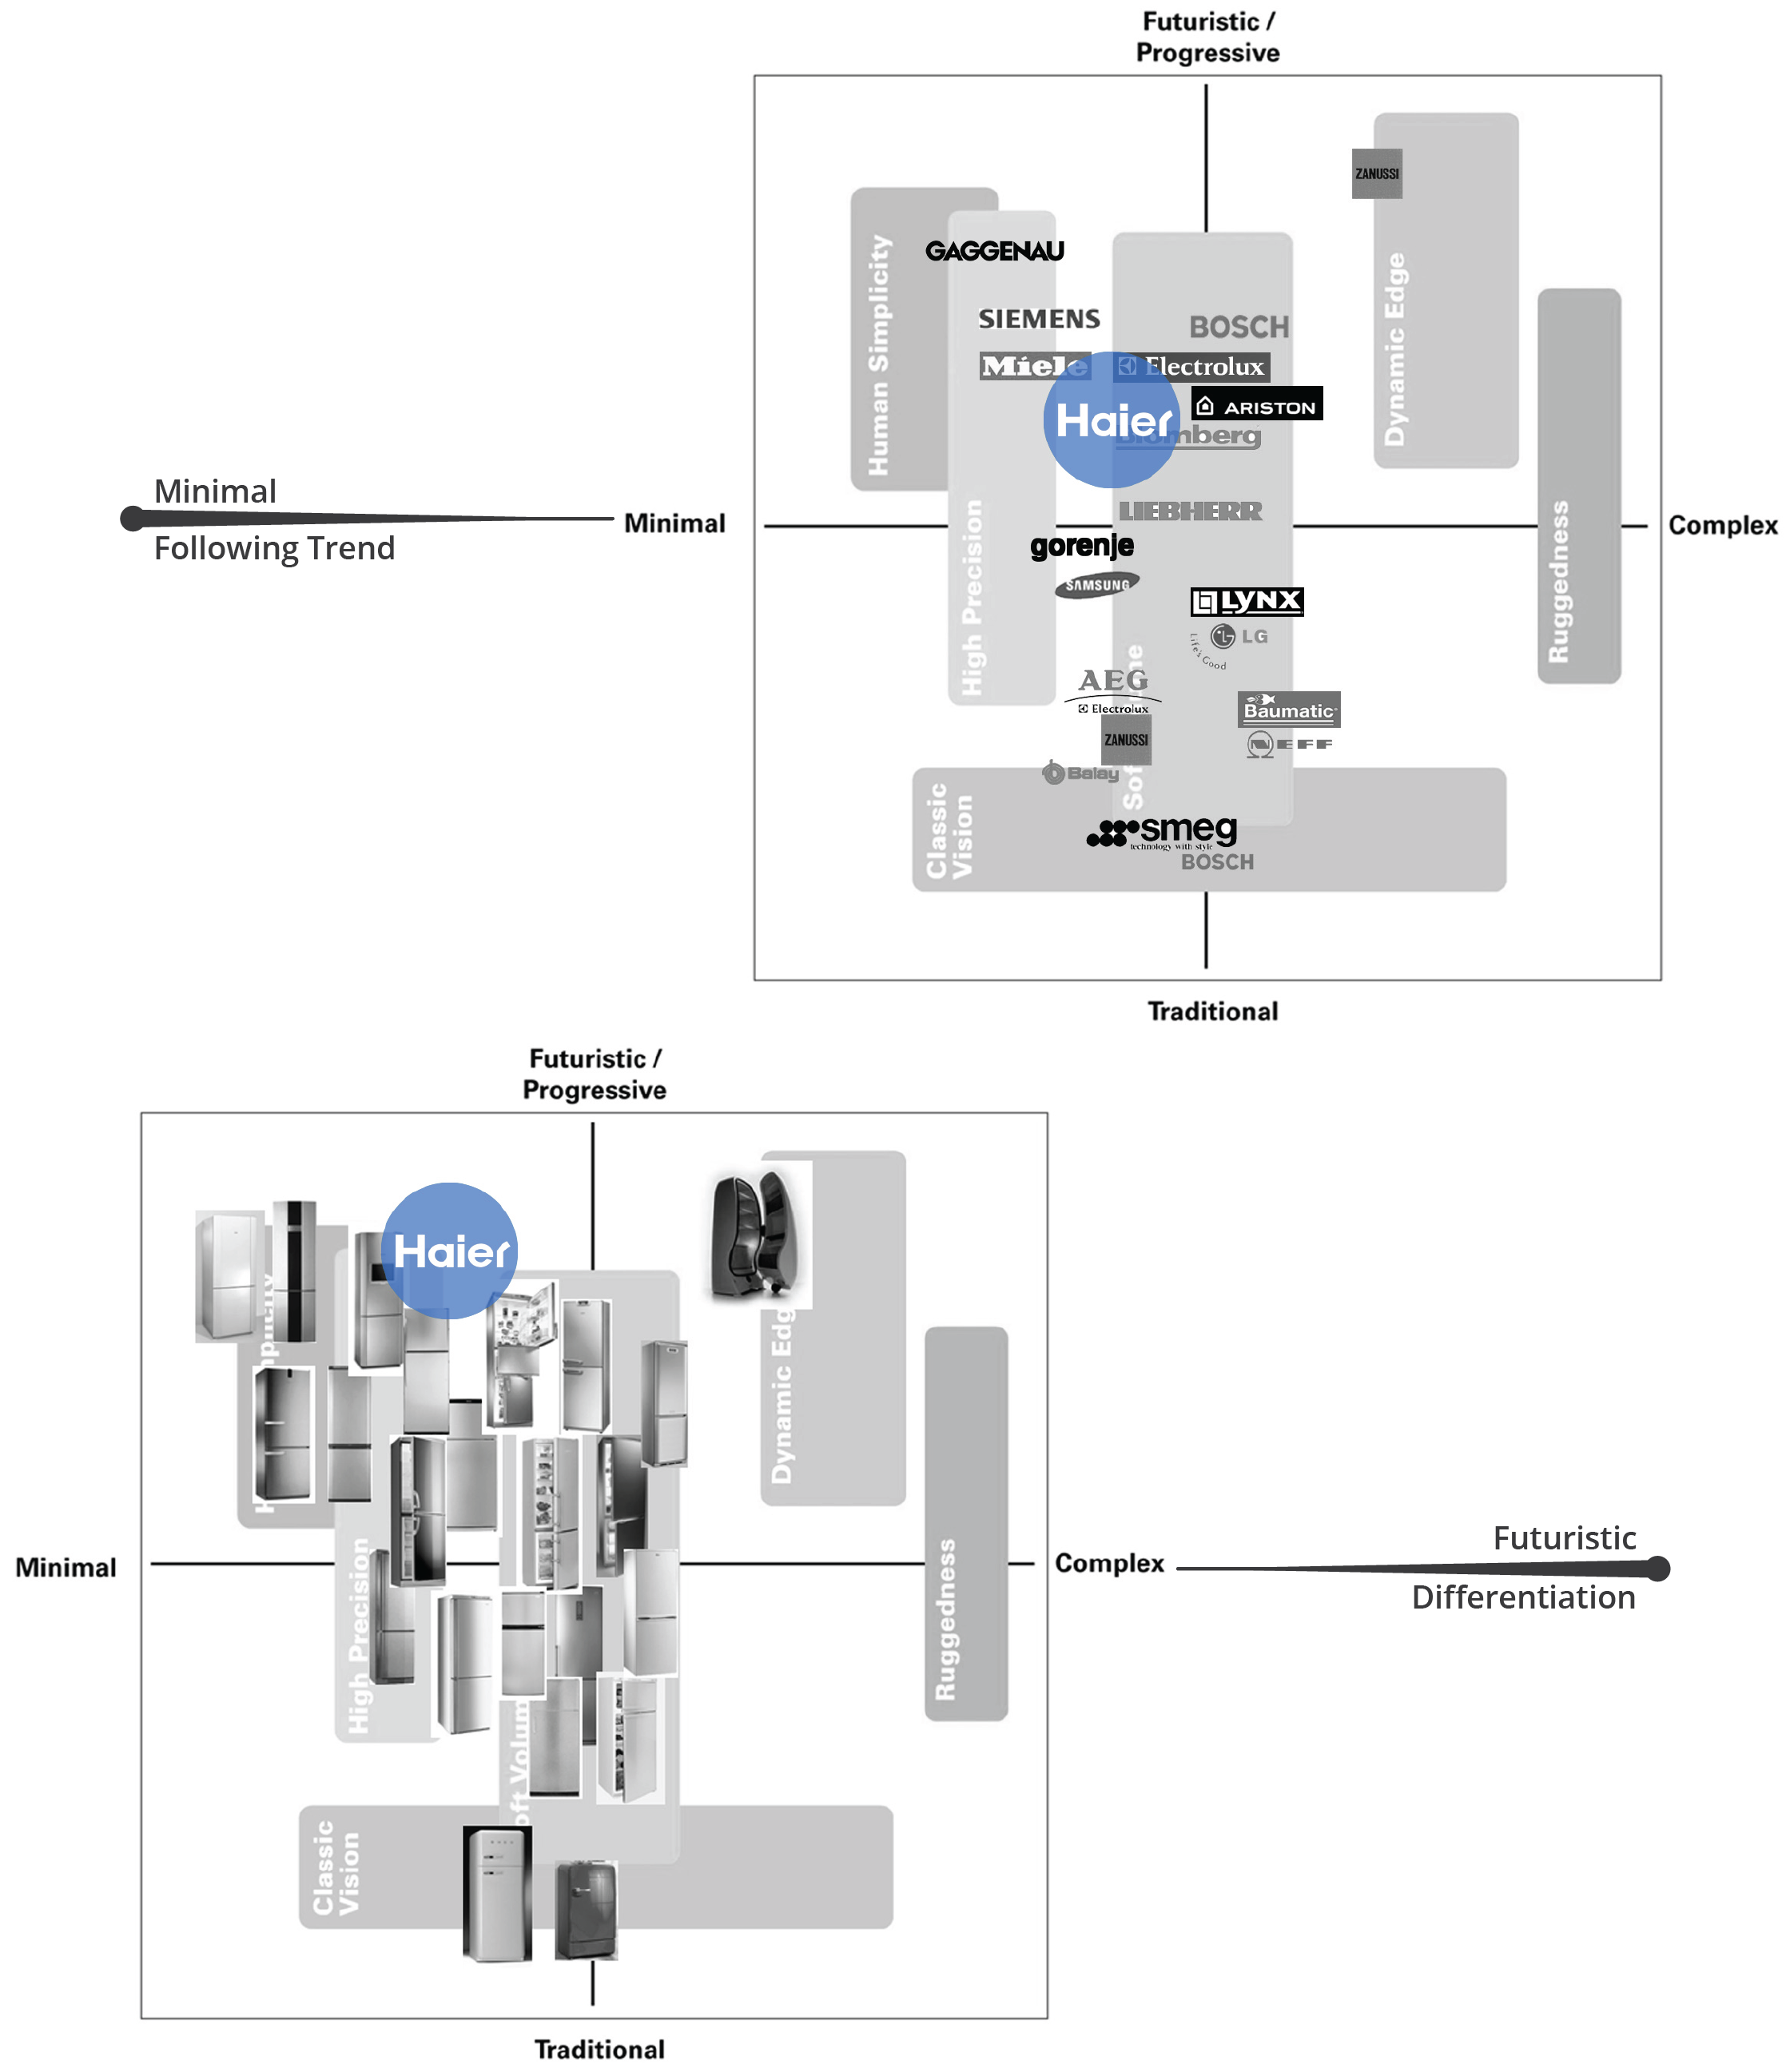 Futuristic /
Progressive
ZANUSSI
Human Simplicity
GAGGENAU
Dynamic Edge
SIEMENS
BOSCH
Miele
Electrolux
ARISTON
Haier
Blomberg
Minimal
Following Trend
Minimal
Complex
LIEBHERR
High Precision
gorenje
Ruggedness
SAMSUNG
LYNX
LG
Life's Good
AEG
Electrolux
Baumatic
ZANUSSI
NEFF
Balay
Classic
Vision
smeg
technology with style
BOSCH
Traditional
Futuristic /
Progressive
Haier
Dynamic Edg
Minimal
Complex
Futuristic
Differentiation
High Precision
Ruggedness
oft Volum
Classic
Vision
Traditional